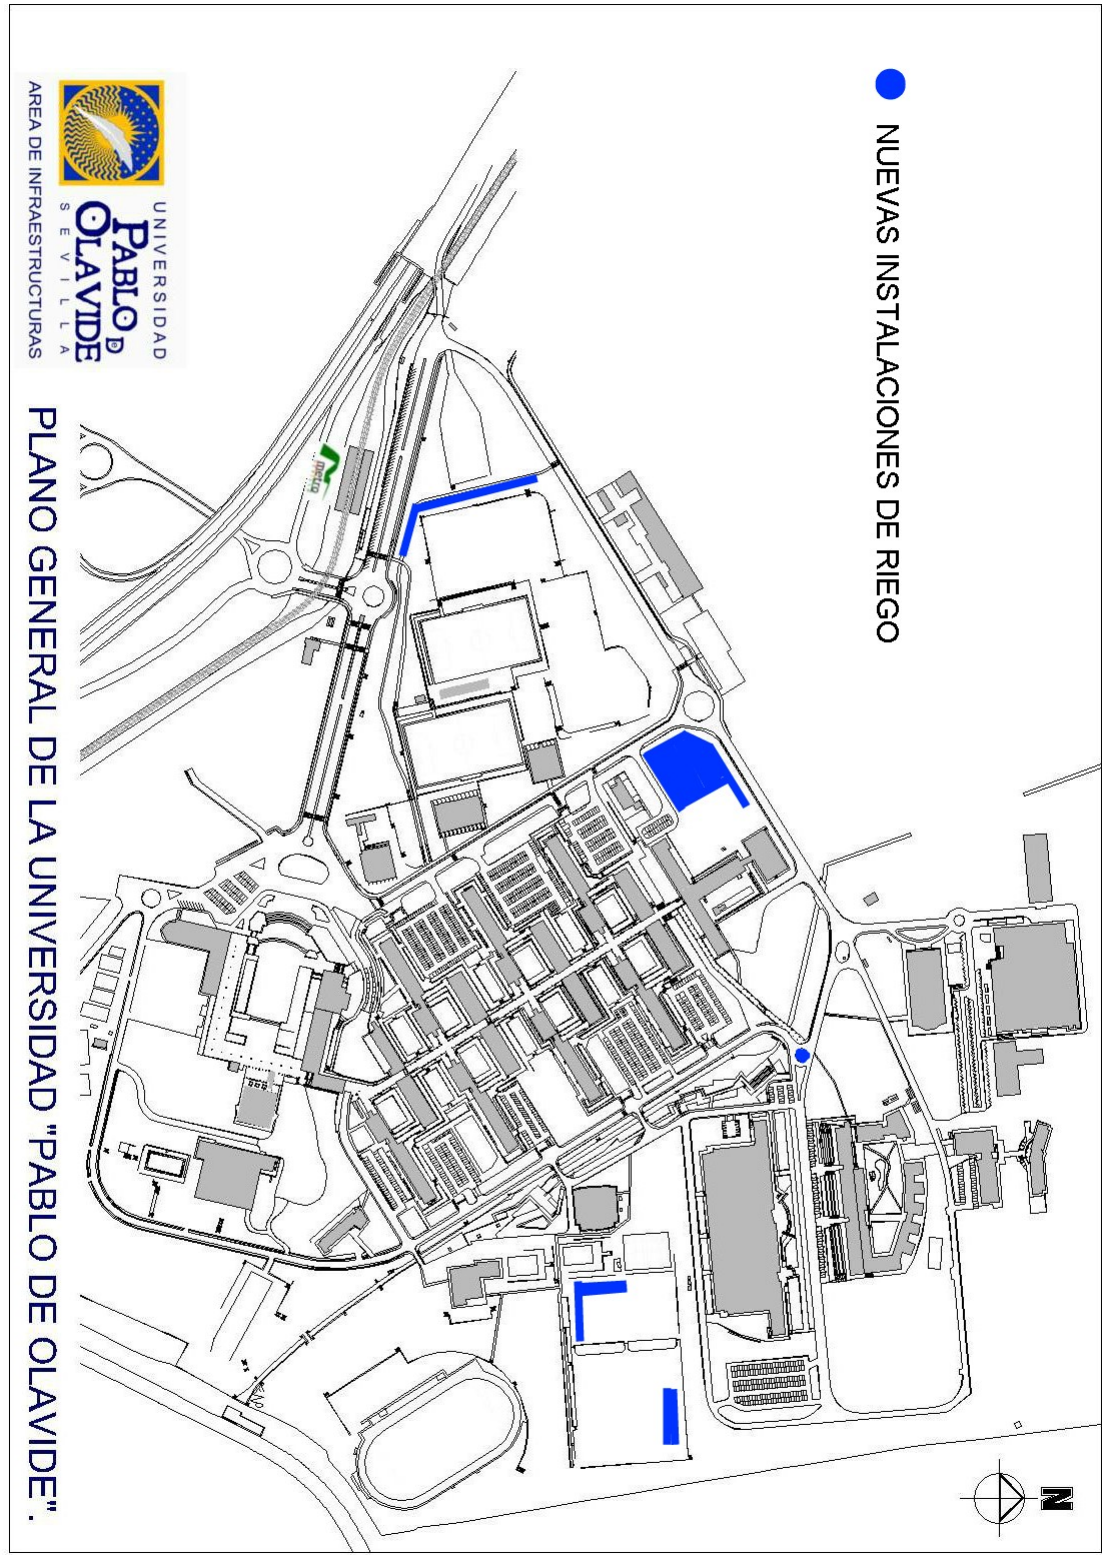 NUEVAS INSTALACIONES DE RIEGO
UNIVERSIDAD
PABLO DE
OLAVIDE
SEVILLA
AREA DE INFRAESTRUCTURAS
metro
N
PLANO GENERAL DE LA UNIVERSIDAD "PABLO DE OLAVIDE".